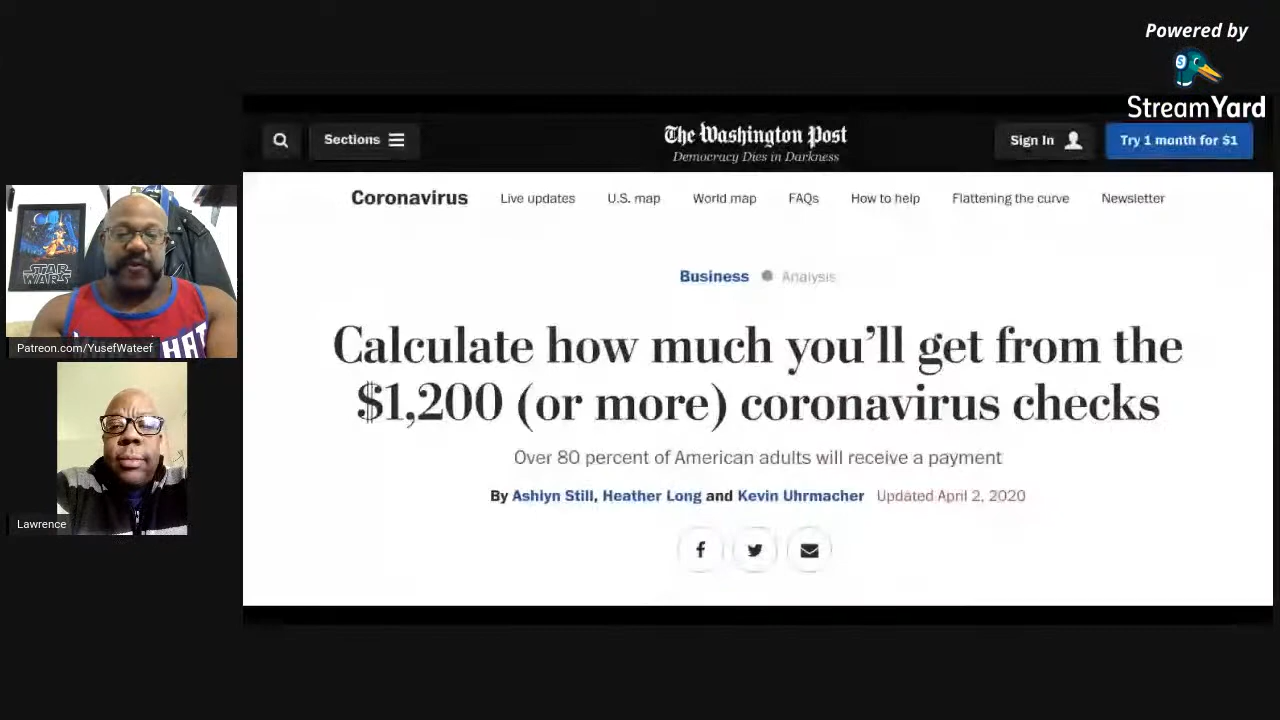 Powered by
StreamYard
Sections
The Washington Post
Democracy Dies in Darkness
Sign In
Try 1 month for $1
Coronavirus Live updates U.S. map World map FAQs How to help Flattening the curve Newsletter
Business Analysis
Calculate how much you’ll get from the
$1,200 (or more) coronavirus checks
Over 80 percent of American adults will receive a payment
By Ashlyn Still, Heather Long and Kevin Uhrmacher Updated April 2, 2020
STAR
WARS
Patreon.com/YusefWateef
Lawrence